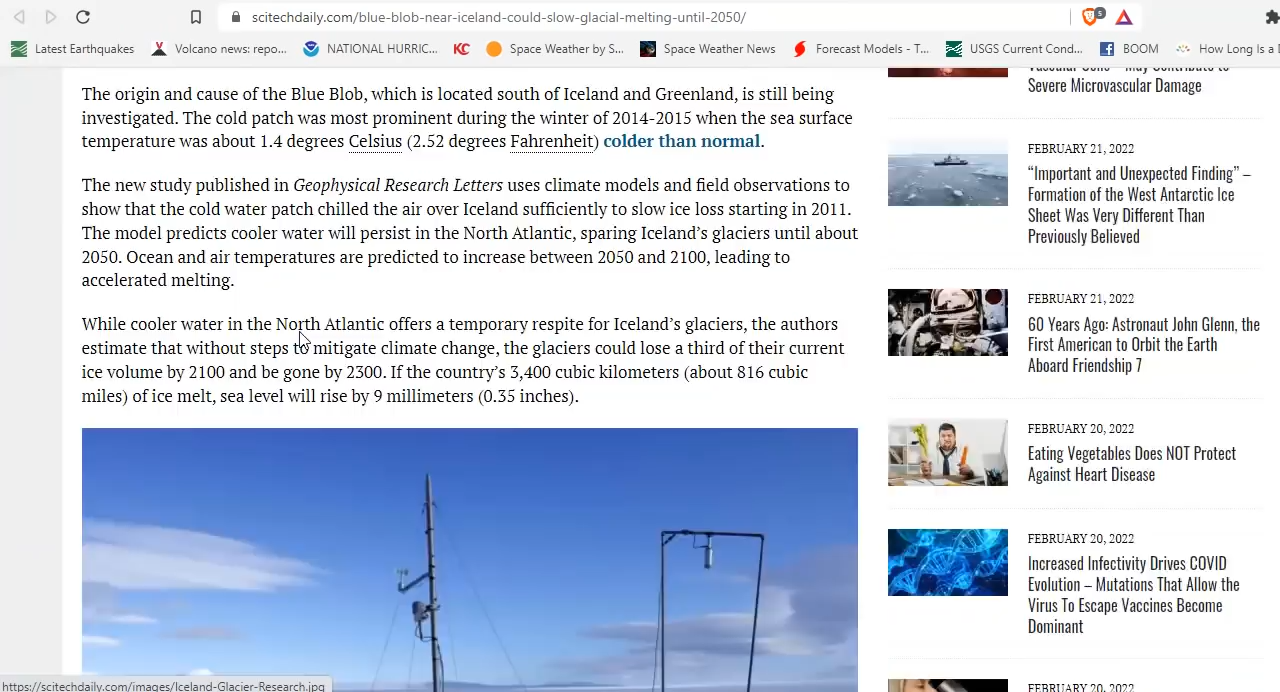 scitechdaily.com/blue-blob-near-iceland-could-slow-glacial-melting-until-2050/
5
Latest Earthquakes
Volcano news: repo...
NATIONAL HURRIC...
KC
Space Weather by S...
Space Weather News
Forecast Models - T...
USGS Current Cond...
BOOM
How Long Is a D
The origin and cause of the Blue Blob, which is located south of Iceland and Greenland, is still being
investigated. The cold patch was most prominent during the winter of 2014-2015 when the sea surface
temperature was about 1.4 degrees Celsius (2.52 degrees Fahrenheit) colder than normal.
The new study published in Geophysical Research Letters uses climate models and field observations to
show that the cold water patch chilled the air over Iceland sufficiently to slow ice loss starting in 2011.
The model predicts cooler water will persist in the North Atlantic, sparing Iceland's glaciers until about
2050. Ocean and air temperatures are predicted to increase between 2050 and 2100, leading to
accelerated melting.
While cooler water in the North Atlantic offers a temporary respite for Iceland's glaciers, the authors
estimate that without steps to mitigate climate change, the glaciers could lose a third of their current
ice volume by 2100 and be gone by 2300. If the country's 3,400 cubic kilometers (about 816 cubic
miles) of ice melt, sea level will rise by 9 millimeters (0.35 inches).
Severe Microvascular Damage
FEBRUARY 21, 2022
“Important and Unexpected Finding” –
Formation of the West Antarctic Ice
Sheet Was Very Different Than
Previously Believed
FEBRUARY 21, 2022
60 Years Ago: Astronaut John Glenn, the
First American to Orbit the Earth
Aboard Friendship 7
FEBRUARY 20, 2022
Eating Vegetables Does NOT Protect
Against Heart Disease
FEBRUARY 20, 2022
Increased Infectivity Drives COVID
Evolution – Mutations That Allow the
Virus To Escape Vaccines Become
Dominant
FEBRUARY 20, 2022
https://scitechdaily.com/images/Iceland-Glacier-Research.jpg